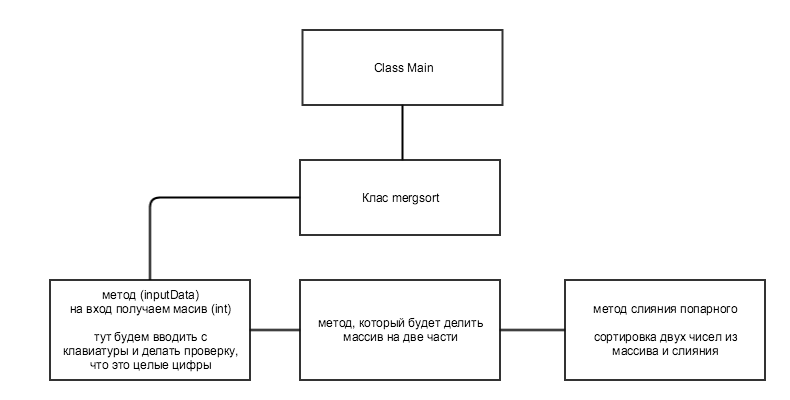 Class Main
Клас mergsort
метод (inputData)
на вход получаем масив (int)
тут будем вводить с
клавиатуры и делать проверку,
что это целые цифры
метод, который будет делить
массив на две части
метод слияния попарного
сортировка двух чисел из
массива и слияния